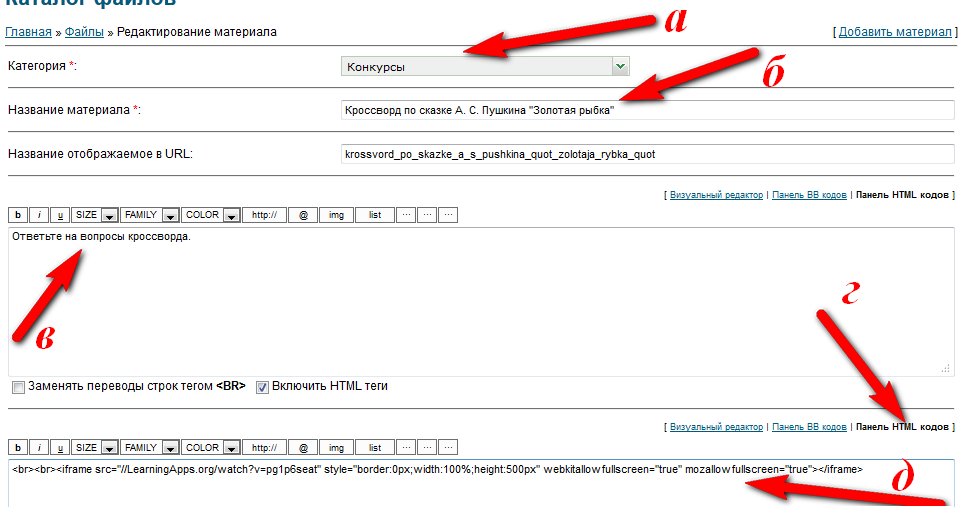 Каталог файлов
Главная » Файлы » Редактирование материала [ Добавить материал ]
а
Категория *: Конкурсы
б
Название материала *: Кроссворд по сказке А. С. Пушкина "Золотая рыбка"
Название отображаемое в URL: krossvord_po_skazke_a_s_pushkina_quot_zolotaja_rybka_quot
[ Визуальный редактор | Панель BB кодов | Панель HTML кодов ]
b i u SIZE FAMILY COLOR http:// @ img list ... ... ...
Ответьте на вопросы кроссворда.
г
в
Заменять переводы строк тегом <BR> Включить HTML теги
[ Визуальный редактор | Панель BB кодов | Панель HTML кодов ]
b i u SIZE FAMILY COLOR http:// @ img list ... ... ...
<br><br><iframe src="//LearningApps.org/watch?v=pg1p6seat" style="border:0px;width:100%;height:500px" webkitallowfullscreen="true" mozallowfullscreen="true"></iframe>
д